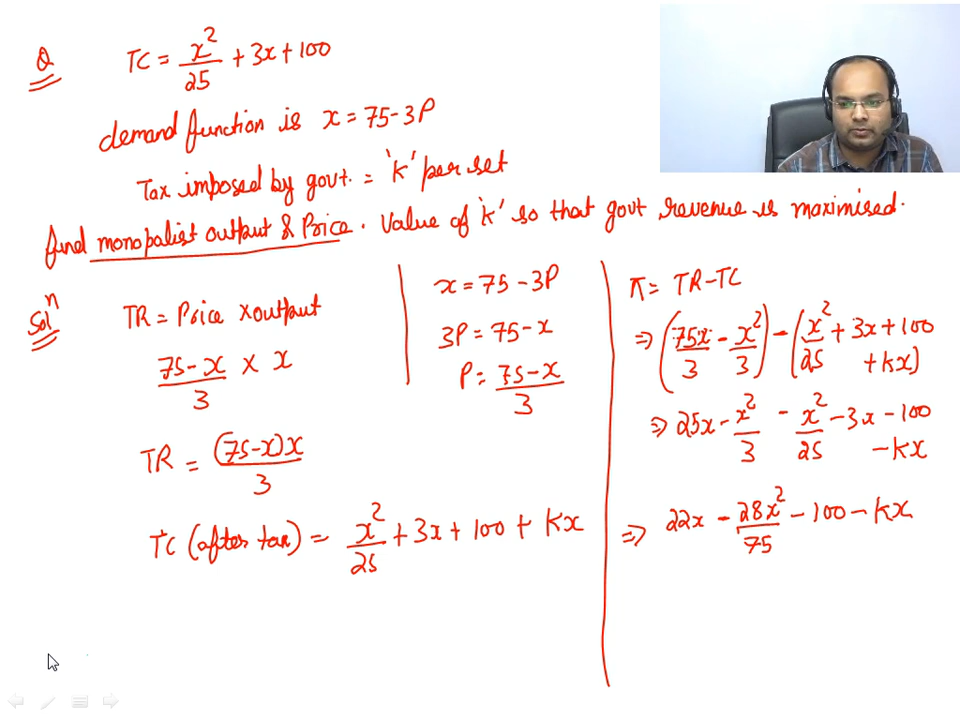 Q TC = x²/25 + 3x + 100
demand function is x = 75 - 3P
Tax imposed by govt. = 'k' per set
find monopalist output & Price. Value of 'k' so that govt revenue is maximised.
Solⁿ TR = Price x output
75-x/3 × x
TR = (75-x)x/3
TC (after tax) = x²/25 + 3x + 100 + Kx
x = 75 - 3P
3P = 75 - x
P = 75-x/3
π = TR - TC
⇒ (75x/3 - x²/3) - (x²/25 + 3x + 100
+ kx)
⇒ 25x - x²/3 - x²/25 - 3x - 100
- kx
⇒ 22x - 28x²/75 - 100 - kx